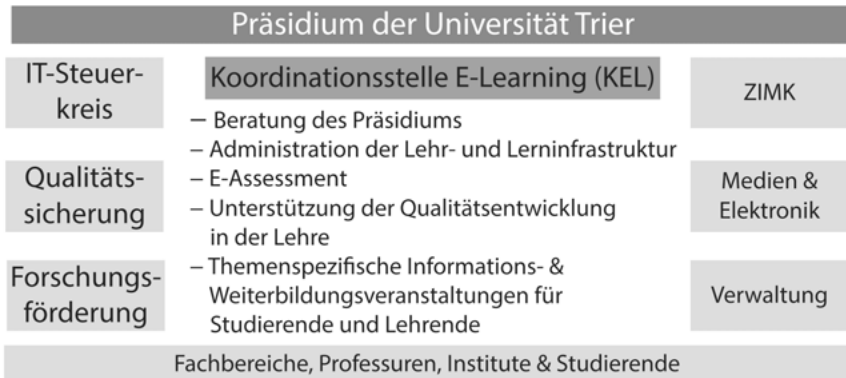 Präsidium der Universität Trier
IT-Steuer-
kreis
Qualitäts-
sicherung
Forschungs-
förderung
Koordinationsstelle E-Learning (KEL)
– Beratung des Präsidiums
– Administration der Lehr- und Lerninfrastruktur
– E-Assessment
– Unterstützung der Qualitätsentwicklung
in der Lehre
– Themenspezifische Informations- &
Weiterbildungsveranstaltungen für
Studierende und Lehrende
ZIMK
Medien &
Elektronik
Verwaltung
Fachbereiche, Professuren, Institute & Studierende